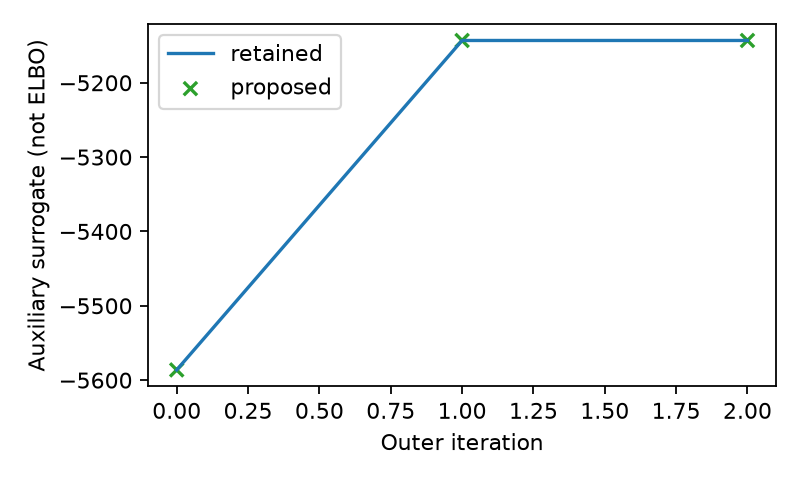 retained
proposed
Auxiliary surrogate (not ELBO)
−5200
−5300
−5400
−5500
−5600
0.00 0.25 0.50 0.75 1.00 1.25 1.50 1.75 2.00
Outer iteration